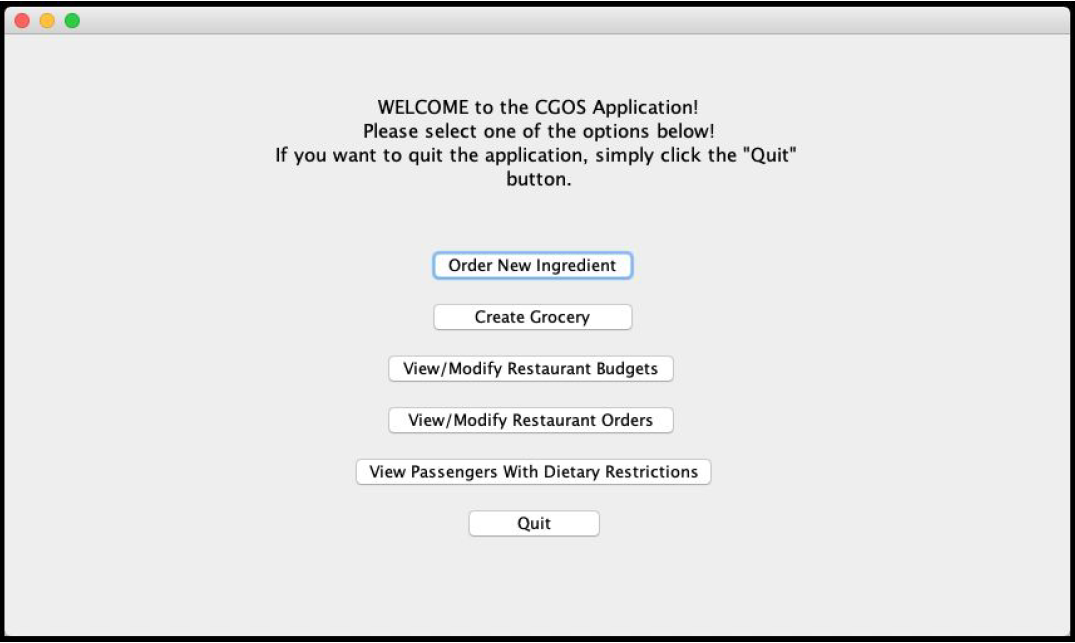 WELCOME to the CGOS Application!
Please select one of the options below!
If you want to quit the application, simply click the "Quit"
button.
Order New Ingredient
Create Grocery
View/Modify Restaurant Budgets
View/Modify Restaurant Orders
View Passengers With Dietary Restrictions
Quit